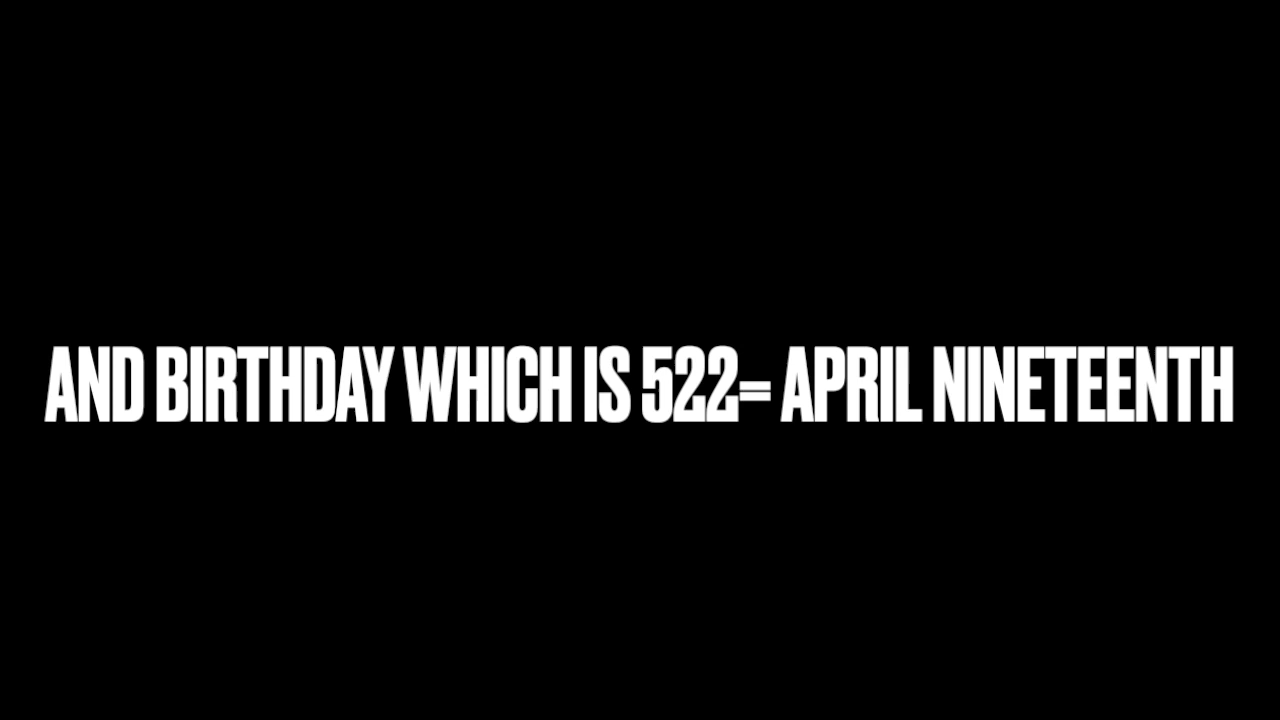 AND BIRTHDAY WHICH IS 522= APRIL NINETEENTH